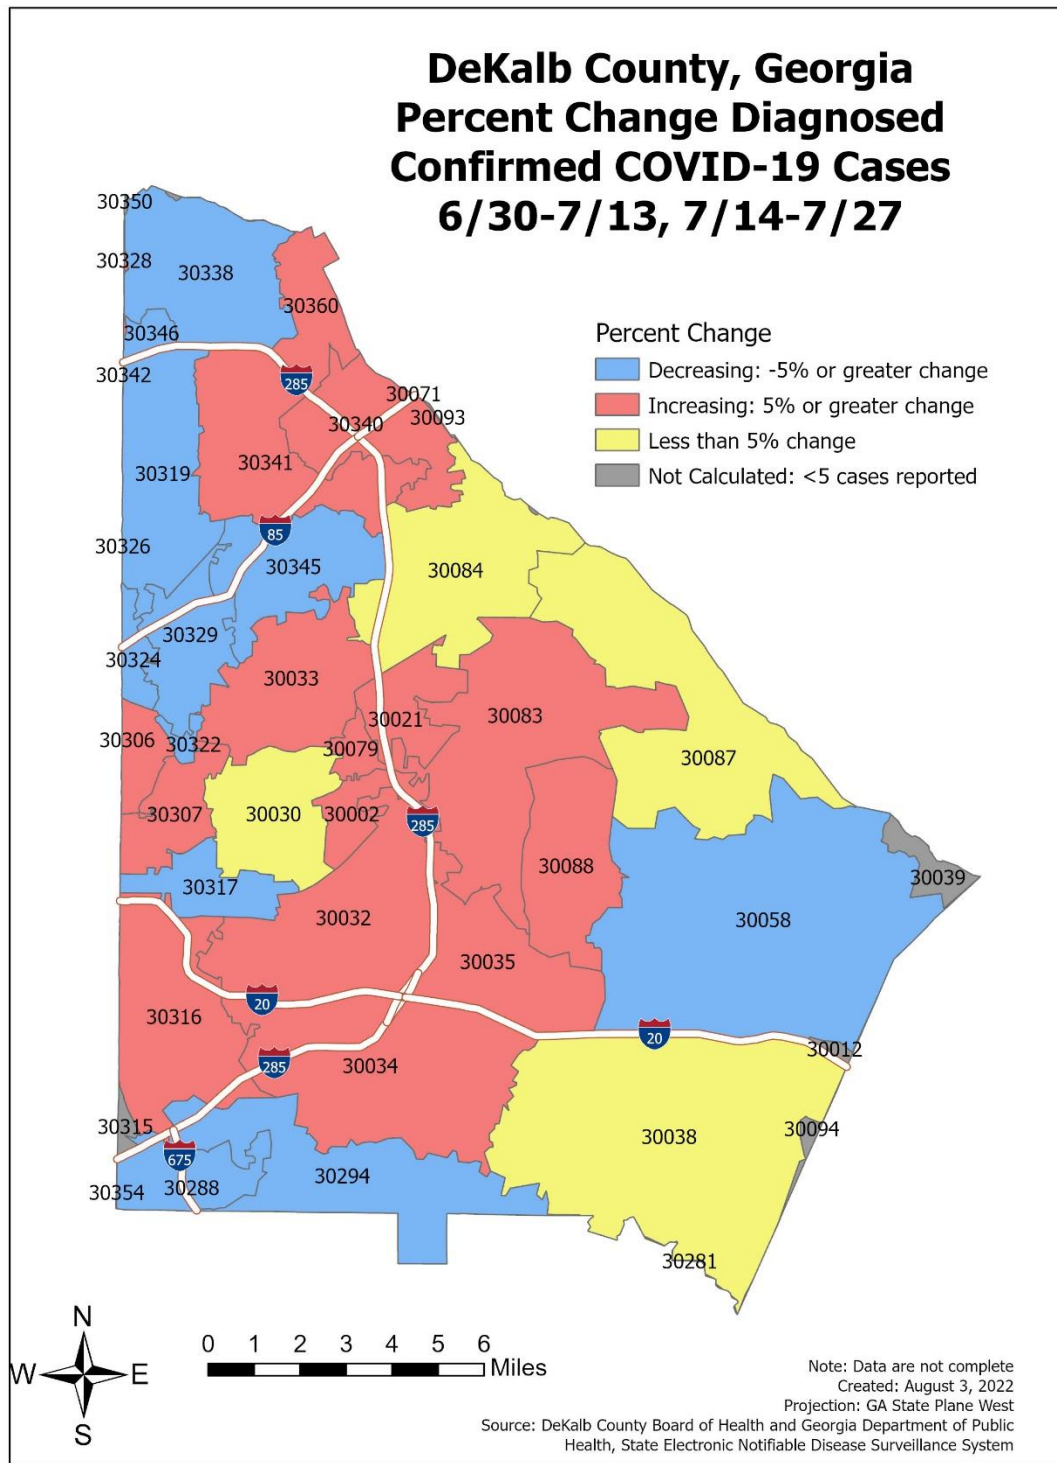 DeKalb County, Georgia
Percent Change Diagnosed
Confirmed COVID-19 Cases
6/30-7/13, 7/14-7/27
30350
30328
30338
30360
30346
30342
285
30071
30340
30093
30341
30319
85
30326
30345
30084
30329
30324
30033
30083
30021
30306
30322
30079
30087
30307
30030
30002
285
30088
30317
30039
30032
30058
30035
20
30316
20
30012
285
30034
30315
30094
30038
675
30294
30354
30288
30281
Percent Change
Decreasing: -5% or greater change
Increasing: 5% or greater change
Less than 5% change
Not Calculated: <5 cases reported
N
W
E
S
0 1 2 3 4 5 6
Miles
Note: Data are not complete
Created: August 3, 2022
Projection: GA State Plane West
Source: DeKalb County Board of Health and Georgia Department of Public
Health, State Electronic Notifiable Disease Surveillance System